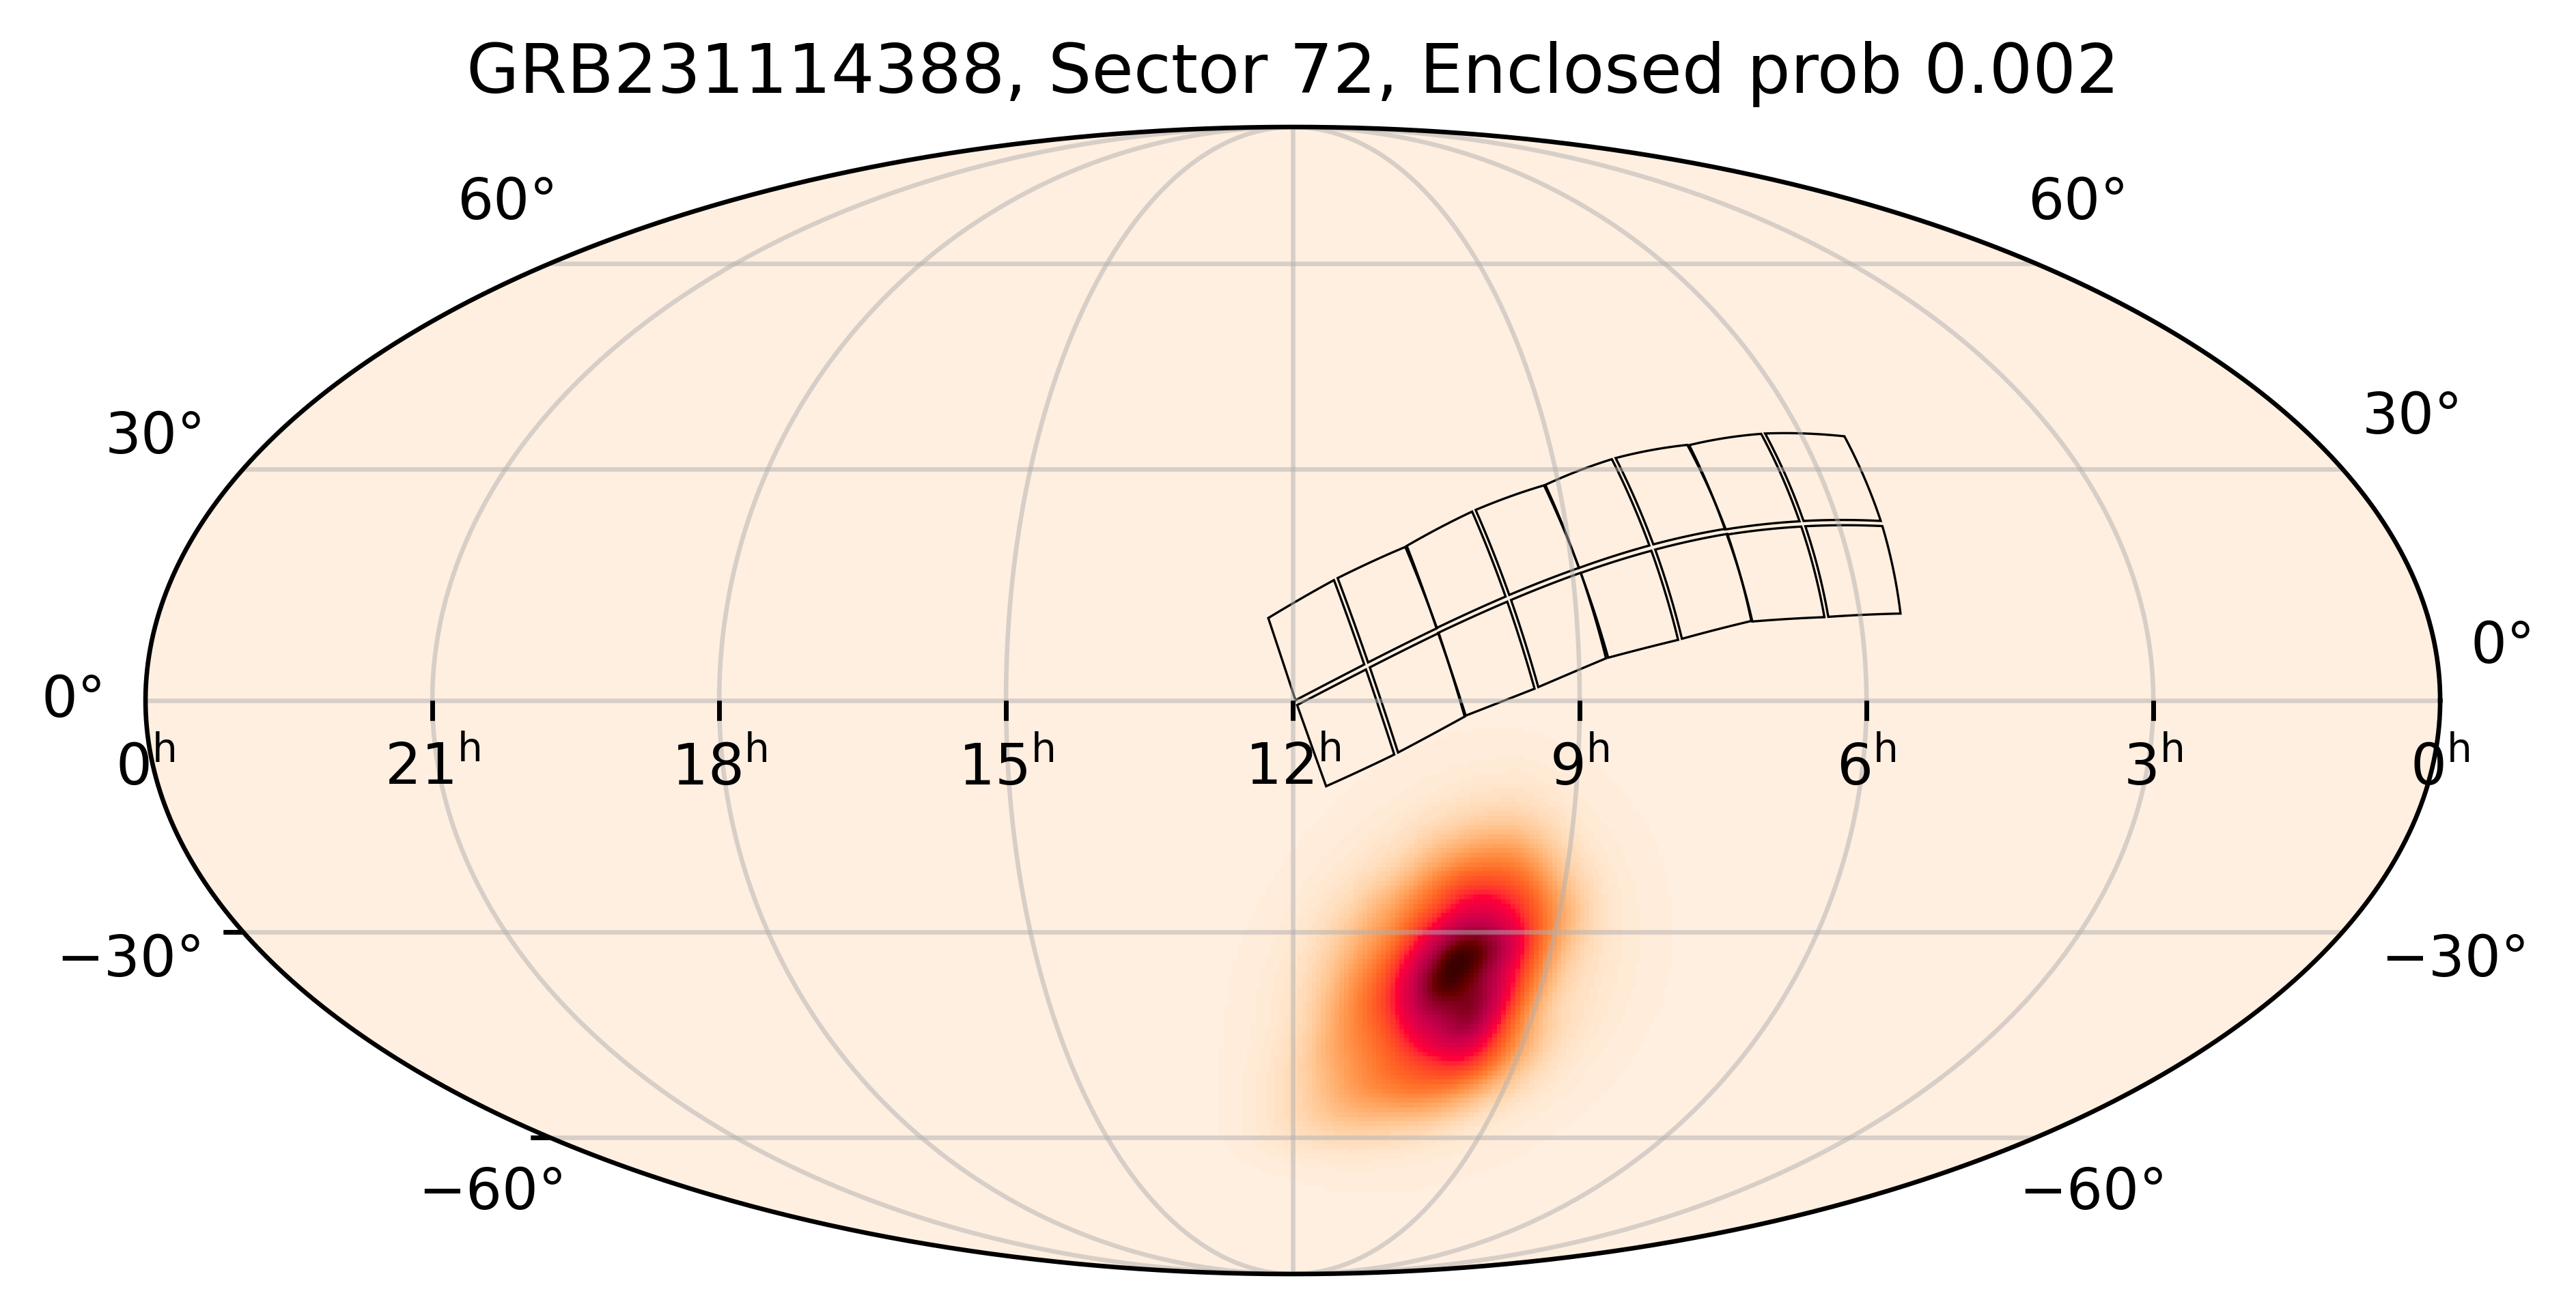 GRB231114388, Sector 72, Enclosed prob 0.002
60° 60°
30° 30°
0° 0°
0ʰ 21ʰ 18ʰ 15ʰ 12ʰ 9ʰ 6ʰ 3ʰ 0ʰ
−30° −30°
−60° −60°